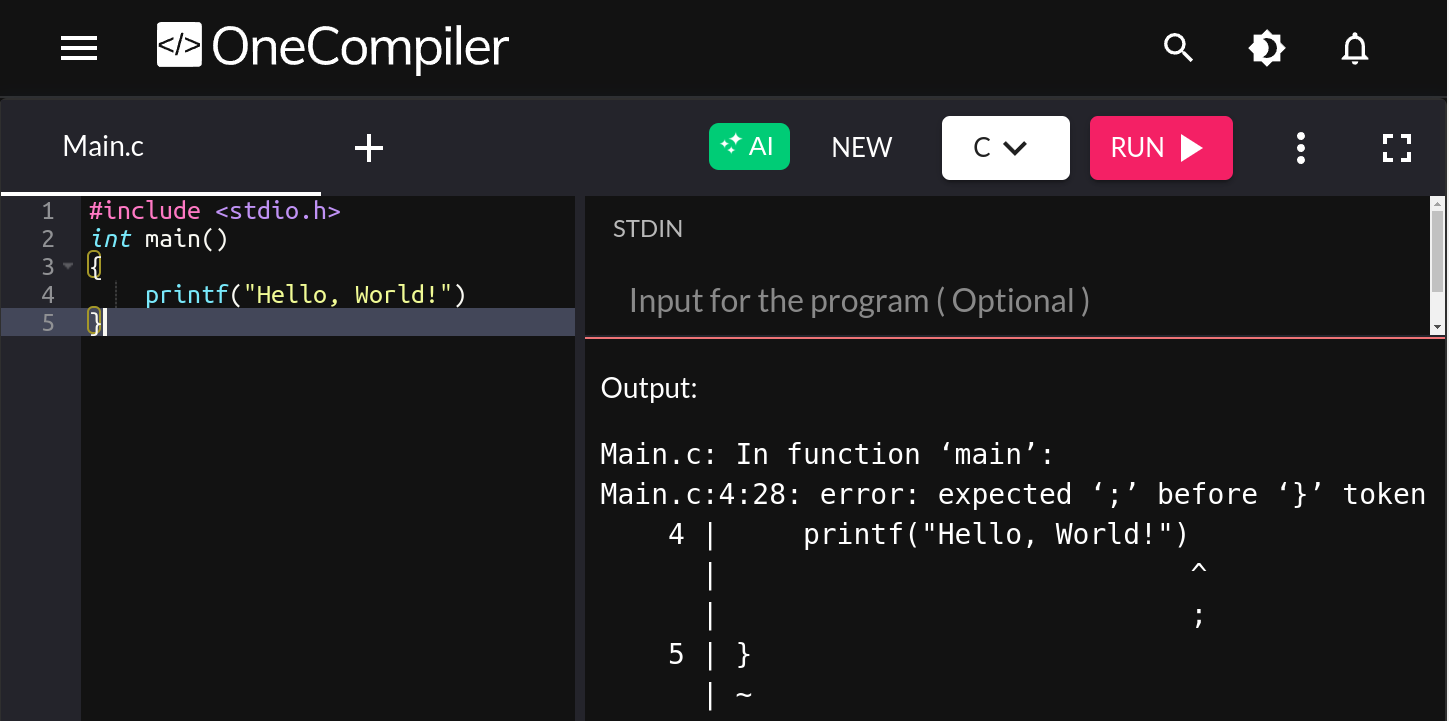 </> OneCompiler
Main.c + AI NEW C RUN
1 #include <stdio.h>
2 int main()
3 {
4     printf("Hello, World!")
5 }
STDIN
Input for the program ( Optional )
Output:
Main.c: In function ‘main’:
Main.c:4:28: error: expected ‘;’ before ‘}’ token
    4 |     printf("Hello, World!")
      |                            ^
      |                            ;
    5 | }
      | ~